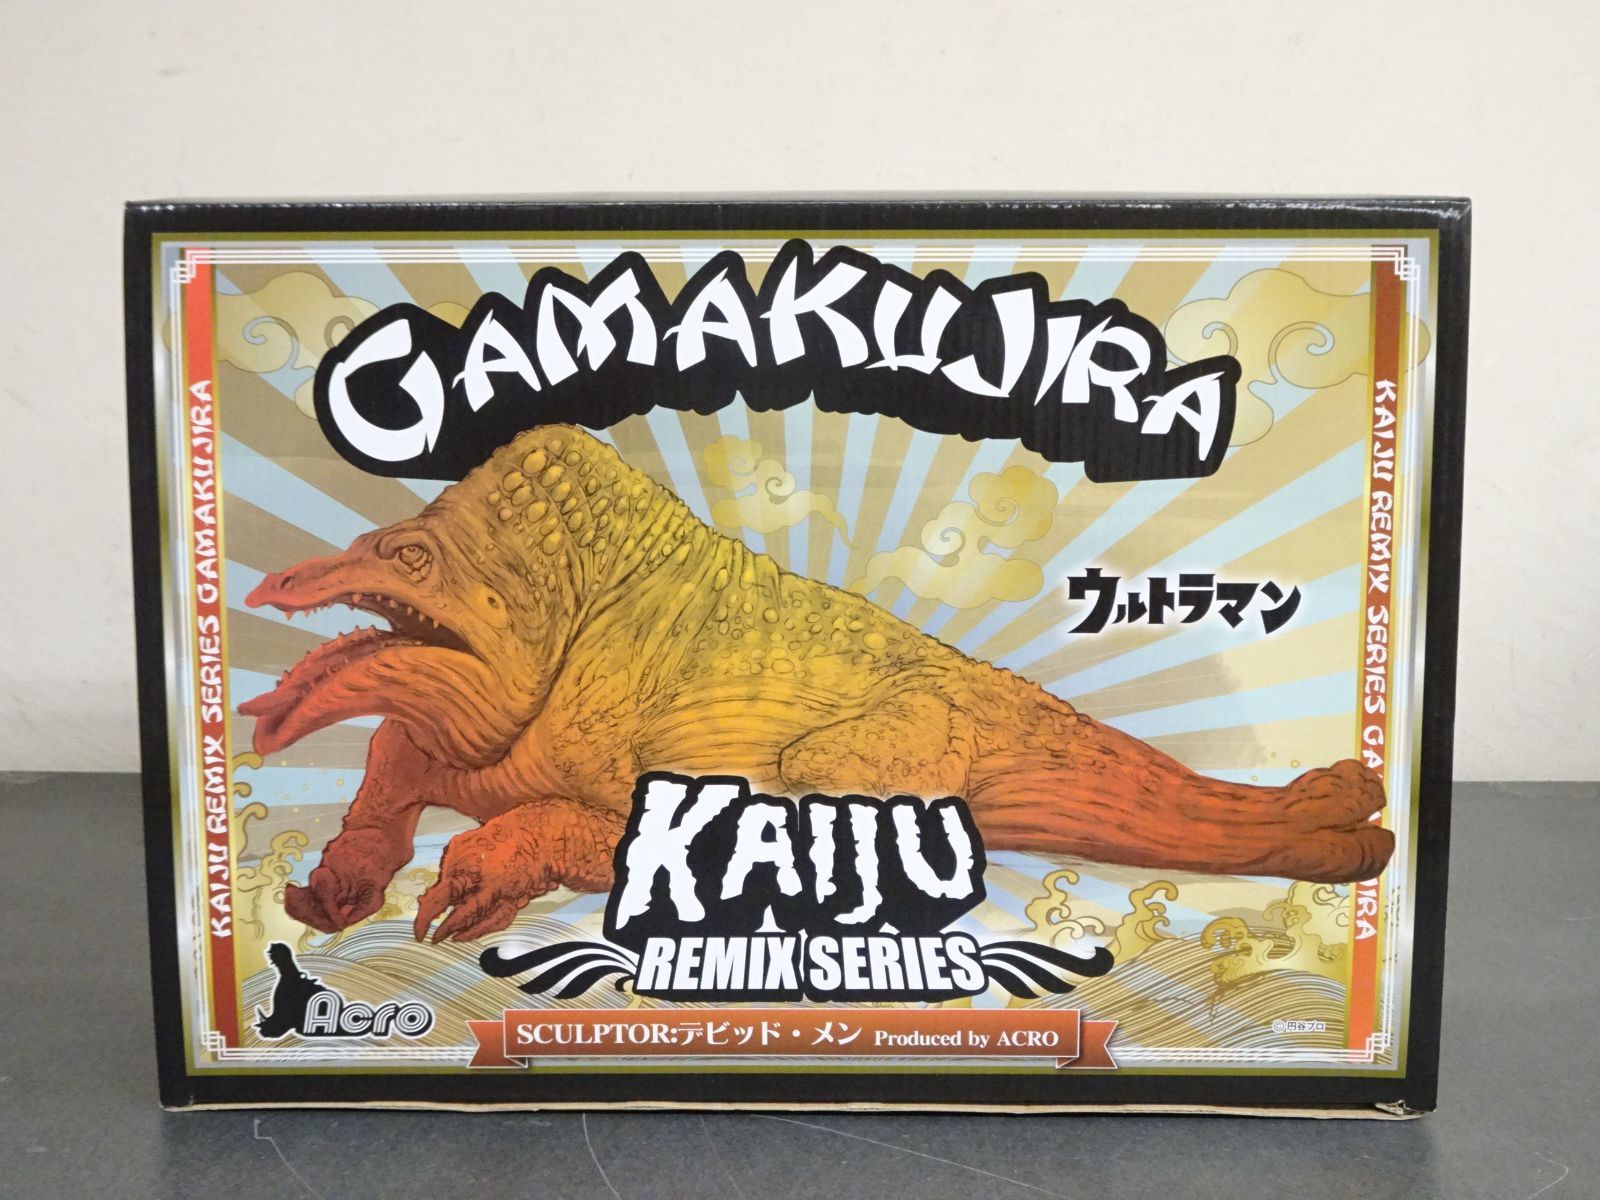 GAMAKUJIRA
KAIJU REMIX SERIES GAMAKUJIRA
KAIJU REMIX SERIES
ウルトラマン
KAIJU
REMIX SERIES
Acro
SCULPTOR:デビッド・メン Produced by ACRO
©円谷プロ